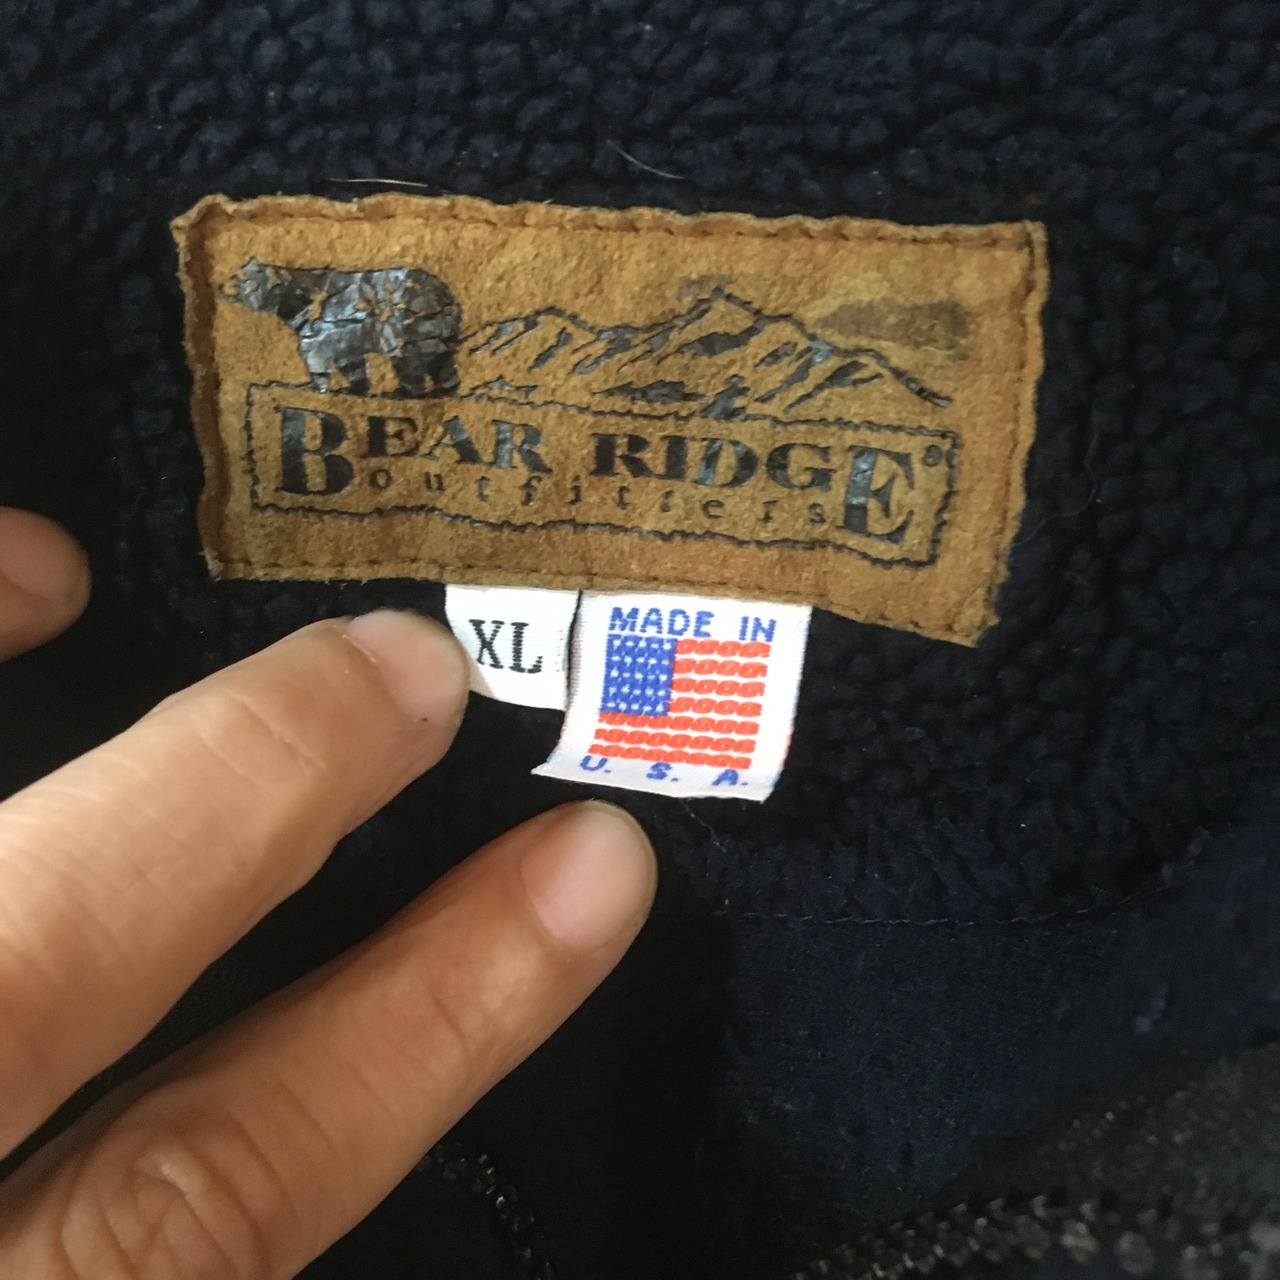 BEAR RIDGE®
outfitters
XL
MADE IN
U. S. A.